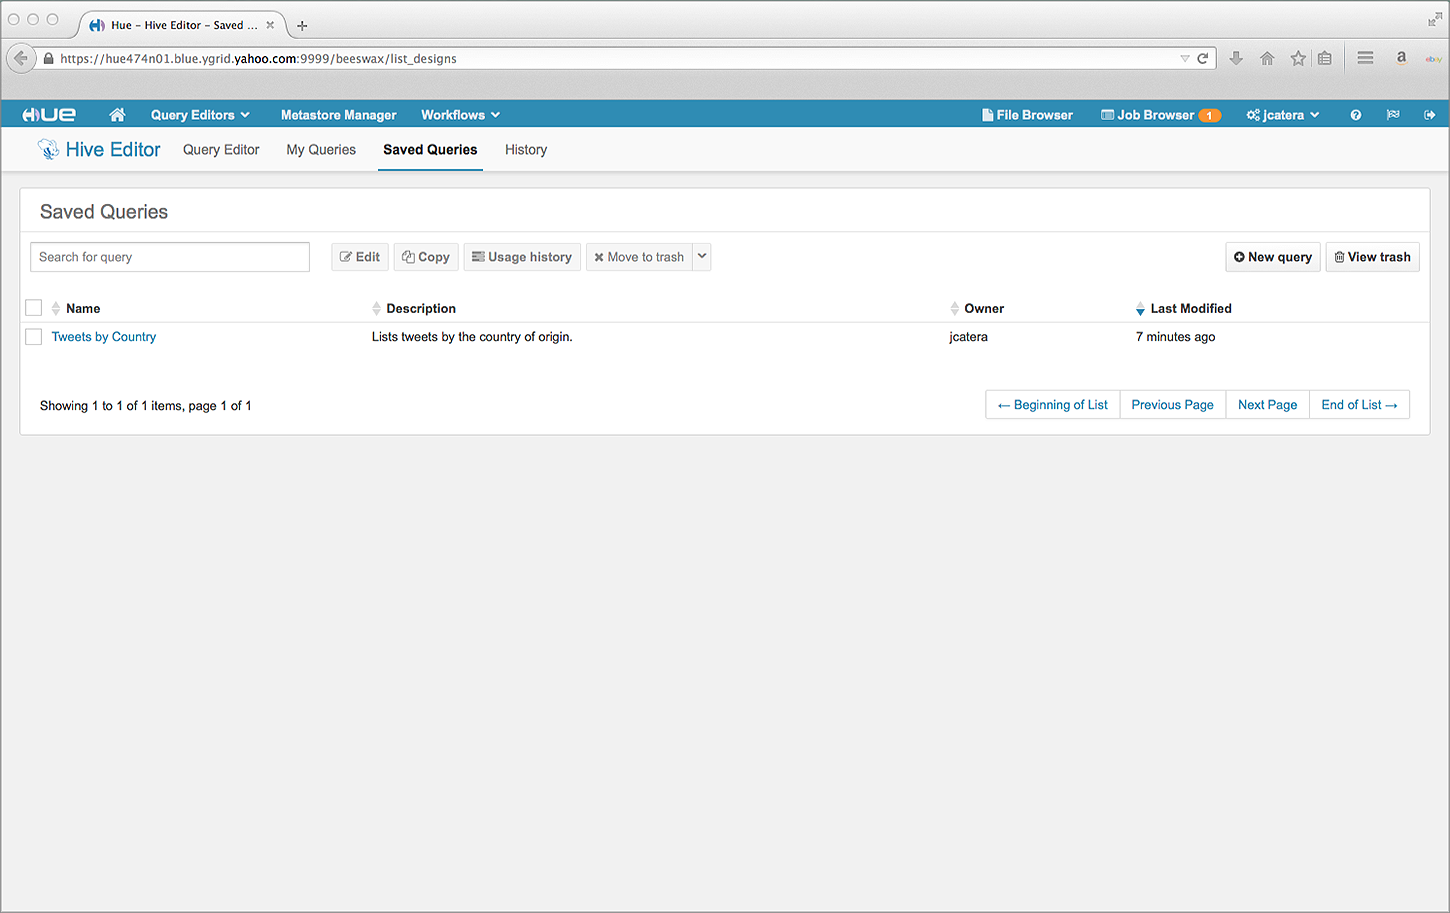 Hue – Hive Editor – Saved ...
https://hue474n01.blue.ygrid.yahoo.com:9999/beeswax/list_designs
a
ebay
HUE Query Editors Metastore Manager Workflows File Browser Job Browser 1 jcatera
Hive Editor Query Editor My Queries Saved Queries History
Saved Queries
Search for query Edit Copy Usage history Move to trash New query View trash
Name Description Owner Last Modified
Tweets by Country Lists tweets by the country of origin. jcatera 7 minutes ago
Showing 1 to 1 of 1 items, page 1 of 1 ← Beginning of List Previous Page Next Page End of List →